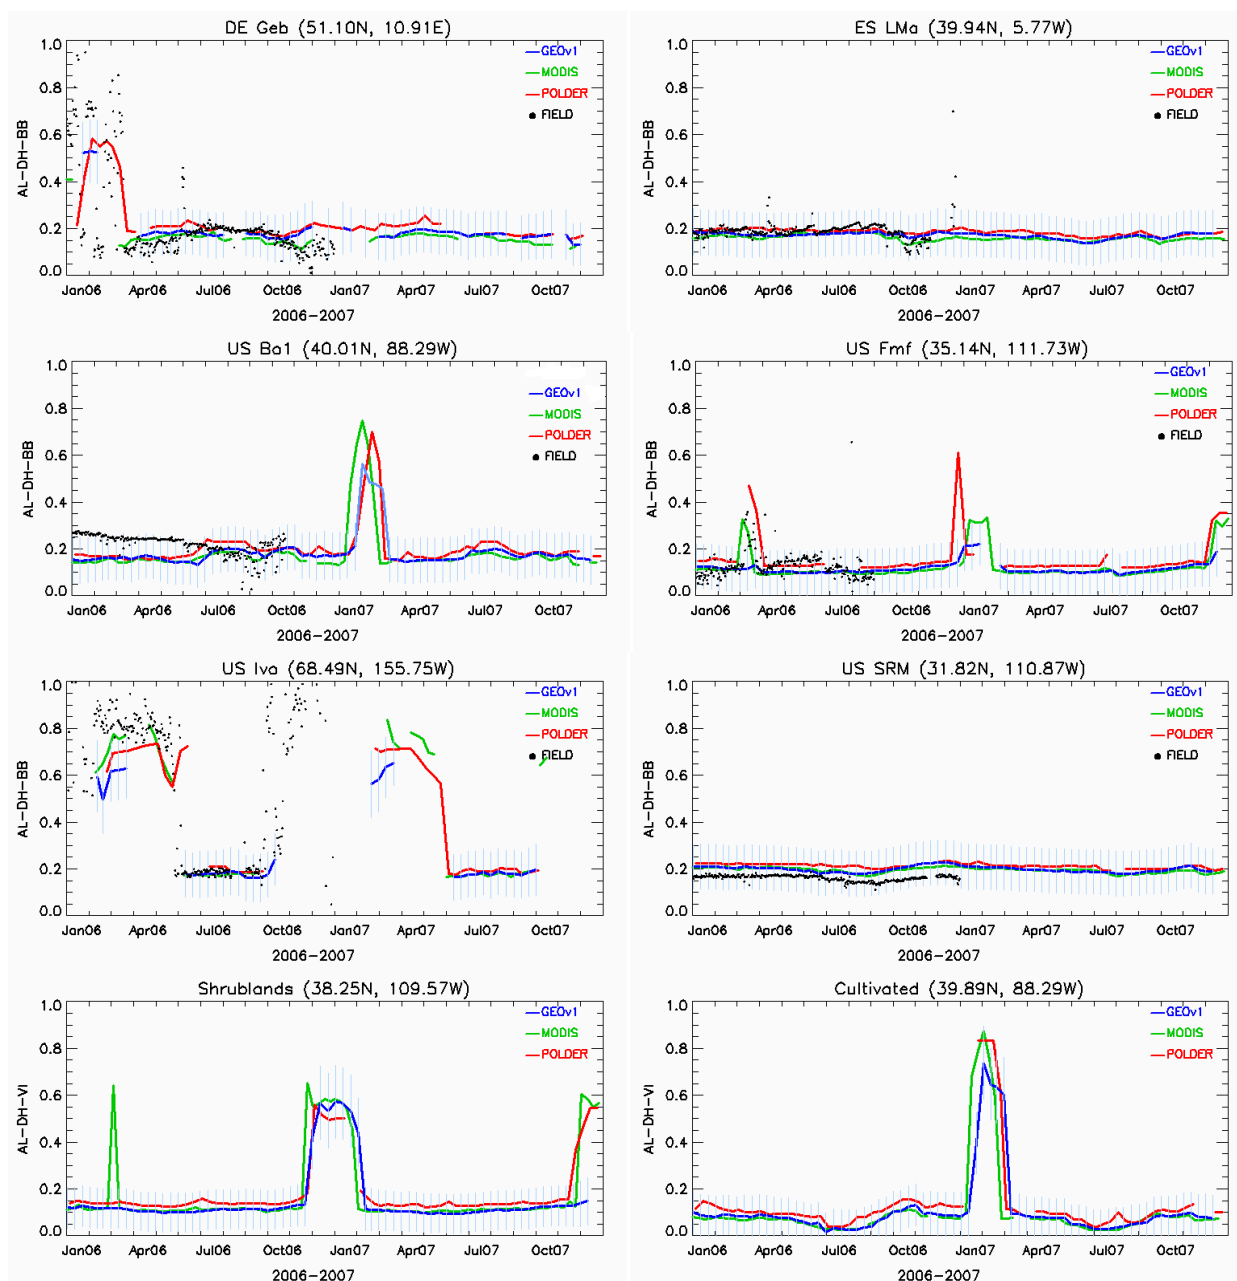 DE Geb (51.10N, 10.91E)
1.0
0.8
0.6
0.4
0.2
0.0
AL-DH-BB
GEOv1
MODIS
POLDER
FIELD
Jan06 Apr06 Jul06 Oct06 Jan07 Apr07 Jul07 Oct07
2006-2007
ES LMa (39.94N, 5.77W)
1.0
0.8
0.6
0.4
0.2
0.0
AL-DH-BB
GEOv1
MODIS
POLDER
FIELD
Jan06 Apr06 Jul06 Oct06 Jan07 Apr07 Jul07 Oct07
2006-2007
US Bo1 (40.01N, 88.29W)
1.0
0.8
0.6
0.4
0.2
0.0
AL-DH-BB
GEOv1
MODIS
POLDER
FIELD
Jan06 Apr06 Jul06 Oct06 Jan07 Apr07 Jul07 Oct07
2006-2007
US Fmf (35.14N, 111.73W)
1.0
0.8
0.6
0.4
0.2
0.0
AL-DH-BB
GEOv1
MODIS
POLDER
FIELD
Jan06 Apr06 Jul06 Oct06 Jan07 Apr07 Jul07 Oct07
2006-2007
US Ivo (68.49N, 155.75W)
1.0
0.8
0.6
0.4
0.2
0.0
AL-DH-BB
GEOv1
MODIS
POLDER
FIELD
Jan06 Apr06 Jul06 Oct06 Jan07 Apr07 Jul07 Oct07
2006-2007
US SRM (31.82N, 110.87W)
1.0
0.8
0.6
0.4
0.2
0.0
AL-DH-BB
GEOv1
MODIS
POLDER
FIELD
Jan06 Apr06 Jul06 Oct06 Jan07 Apr07 Jul07 Oct07
2006-2007
Shrublands (38.25N, 109.57W)
1.0
0.8
0.6
0.4
0.2
0.0
AL-DH-VI
GEOv1
MODIS
POLDER
Jan06 Apr06 Jul06 Oct06 Jan07 Apr07 Jul07 Oct07
2006-2007
Cultivated (39.89N, 88.29W)
1.0
0.8
0.6
0.4
0.2
0.0
AL-DH-VI
GEOv1
MODIS
POLDER
Jan06 Apr06 Jul06 Oct06 Jan07 Apr07 Jul07 Oct07
2006-2007